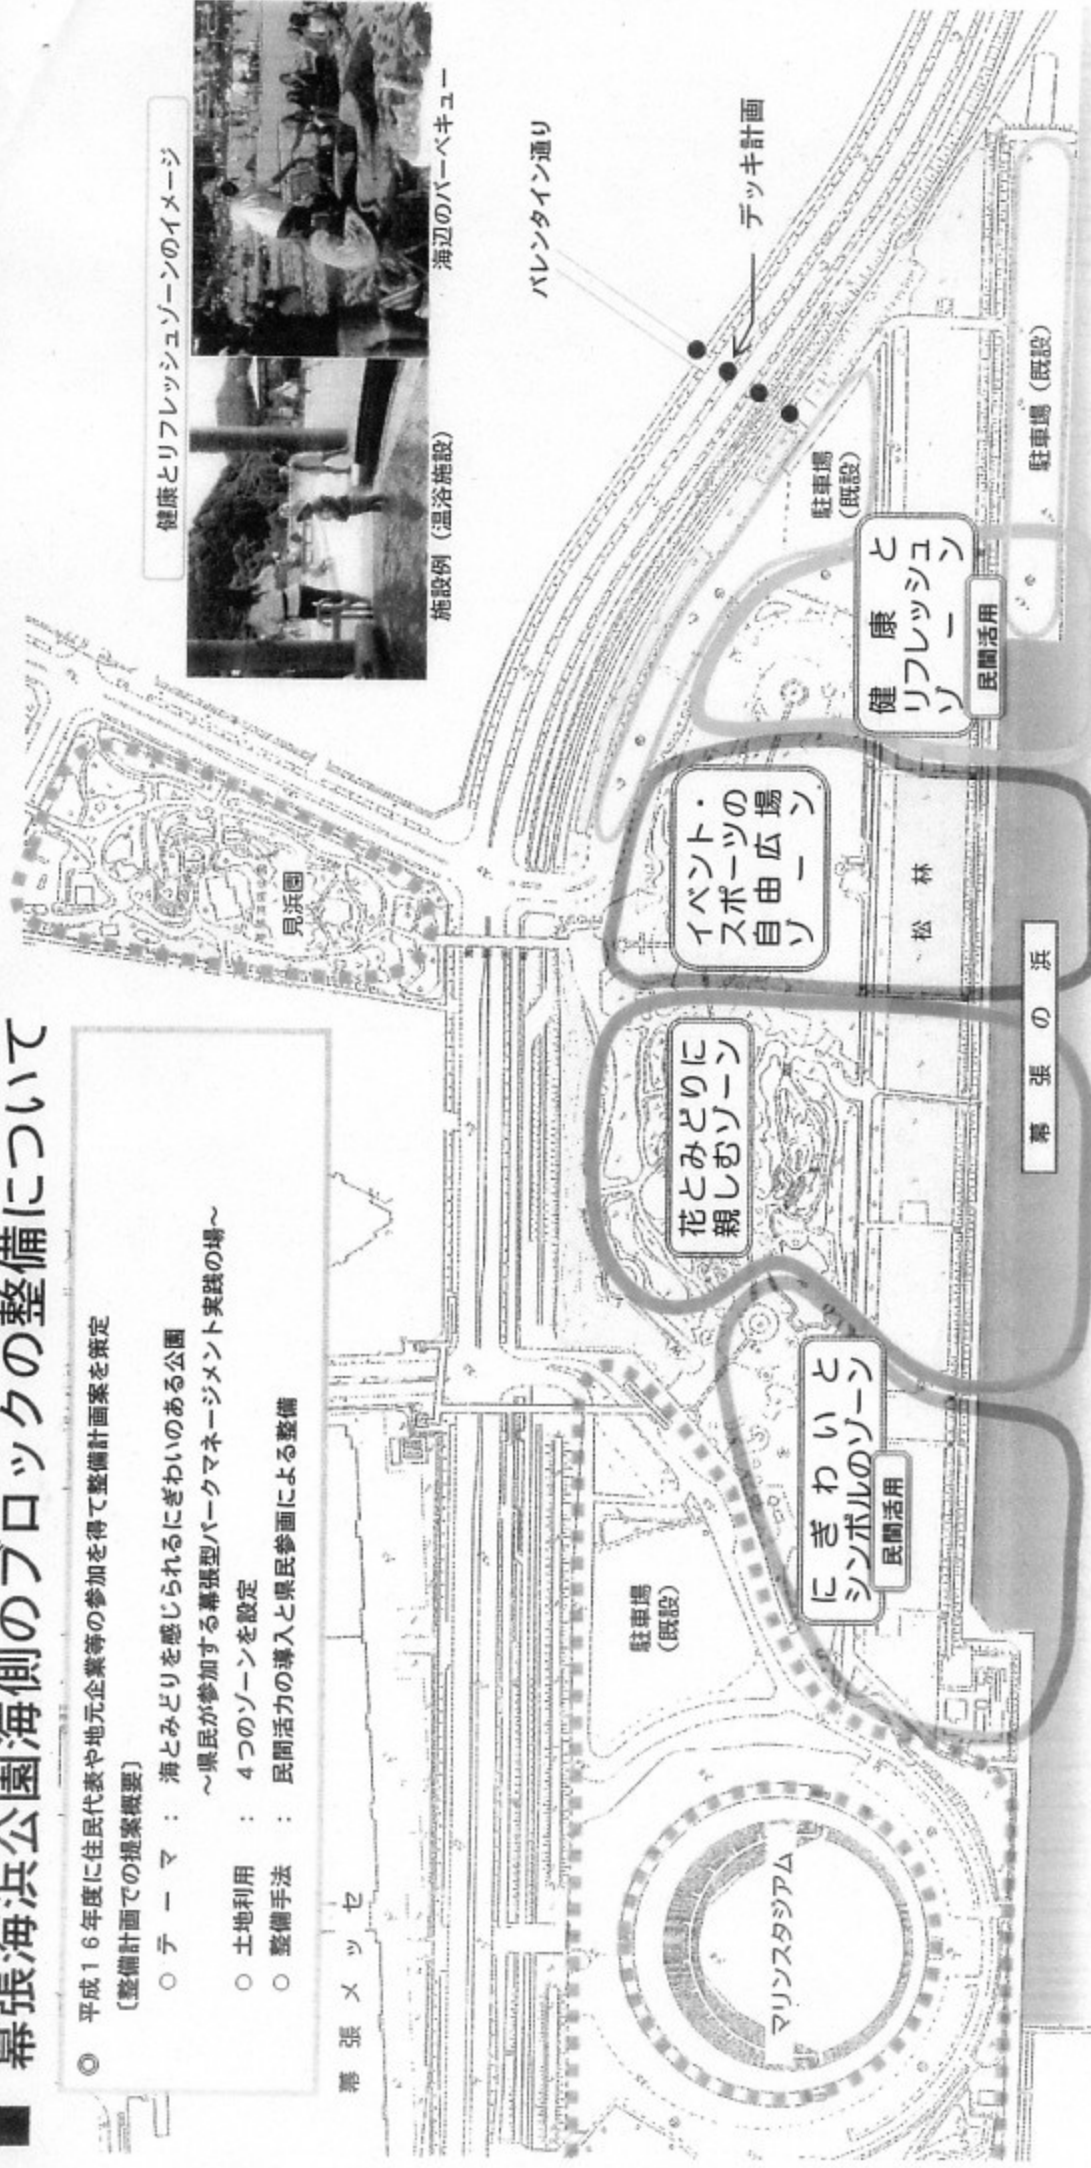 ■ 幕張海浜公園海側のブロックの整備について
◎ 平成16年度に住民代表や地元企業等の参加を得て整備計画案を策定
〔整備計画での提案概要〕
○ テーマ : 海とみどりを感じられるにぎわいのある公園
～県民が参加する幕張型パークマネージメント実践の場～
○ 土地利用 : 4つのゾーンを設定
○ 整備手法 : 民間活力の導入と県民参画による整備
健康とリフレッシュゾーンのイメージ
施設例（温浴施設）
海辺のバーベキュー
見浜園
バレンタイン通り
デッキ計画
幕張メッセ
駐車場
（既設）
マリンスタジアム
にぎわいと
シンボルのゾーン
民間活用
花とみどりに
親しむゾーン
イベント・
スポーツの
自由広場
ゾーン
健康と
リフレッシュ
ゾーン
民間活用
駐車場
（既設）
駐車場（既設）
松林
幕張の浜